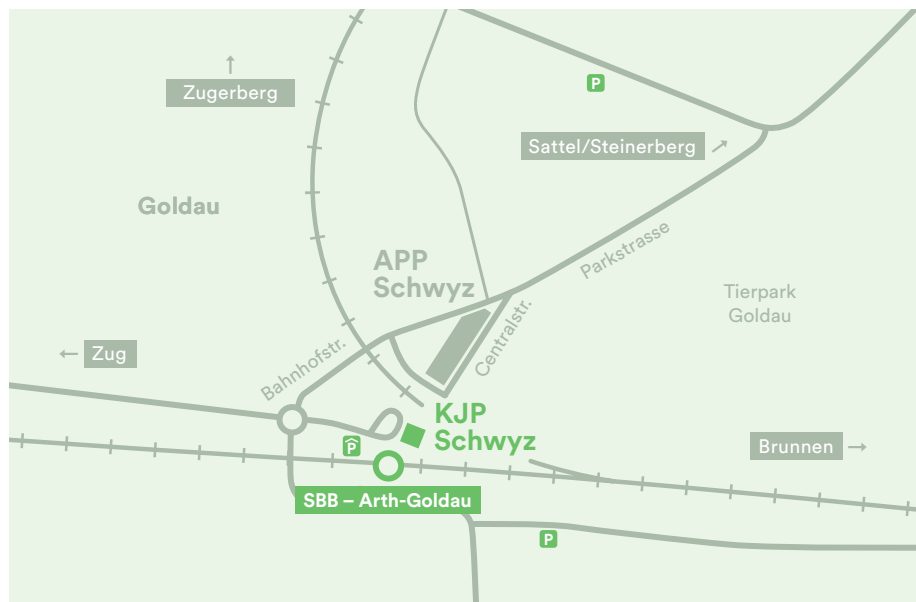 P
Zugerberg
Sattel/Steinerberg
Goldau
Parkstrasse
APP
Schwyz
Tierpark
Goldau
Centralstr.
Zug
Bahnhofstr.
KJP
Schwyz
P
Brunnen
SBB – Arth-Goldau
P